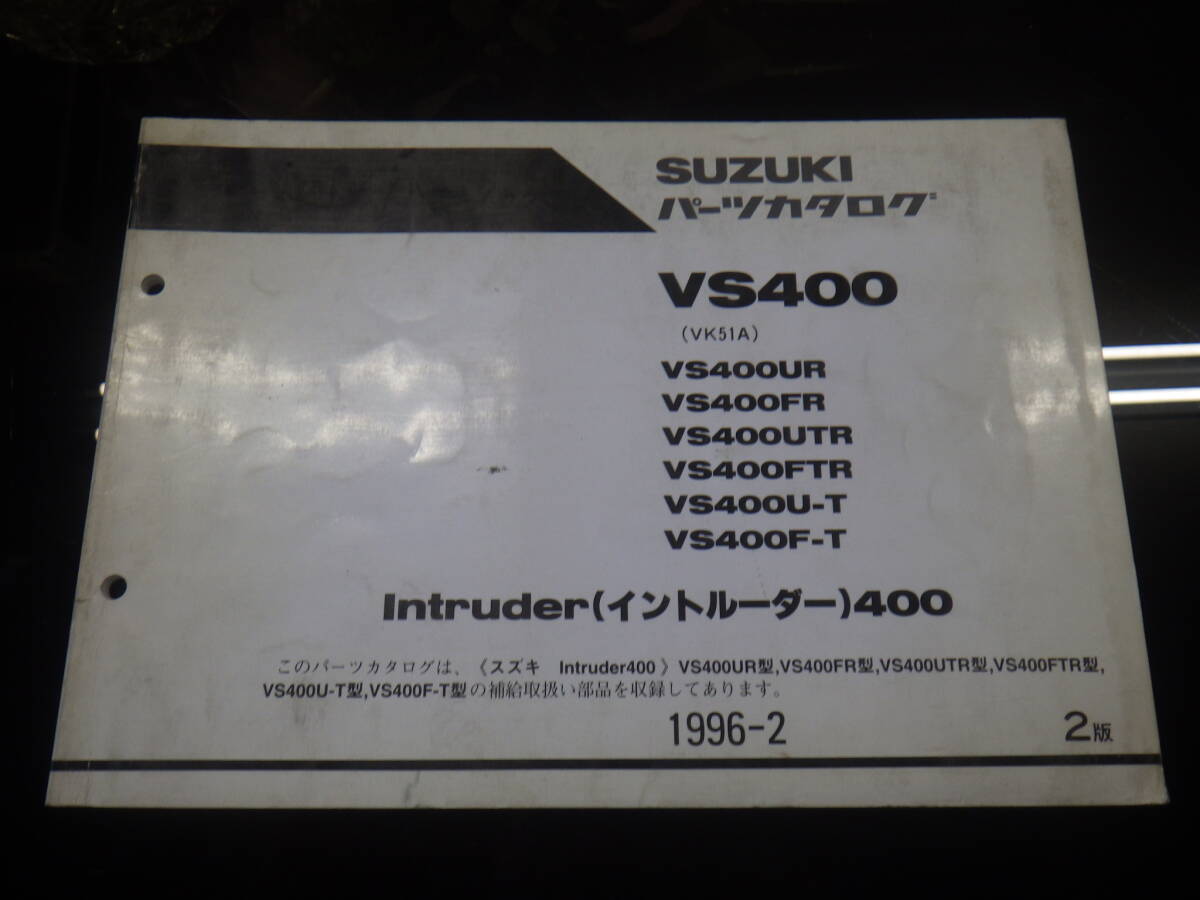 SUZUKI
パーツカタログ
VS400
(VK51A)
VS400UR
VS400FR
VS400UTR
VS400FTR
VS400U-T
VS400F-T
Intruder(イントルーダー)400
このパーツカタログは、《スズキ Intruder400》VS400UR型,VS400FR型,VS400UTR型,VS400FTR型,
VS400U-T型,VS400F-T型の補給取扱い部品を収録してあります。
1996-2 2版